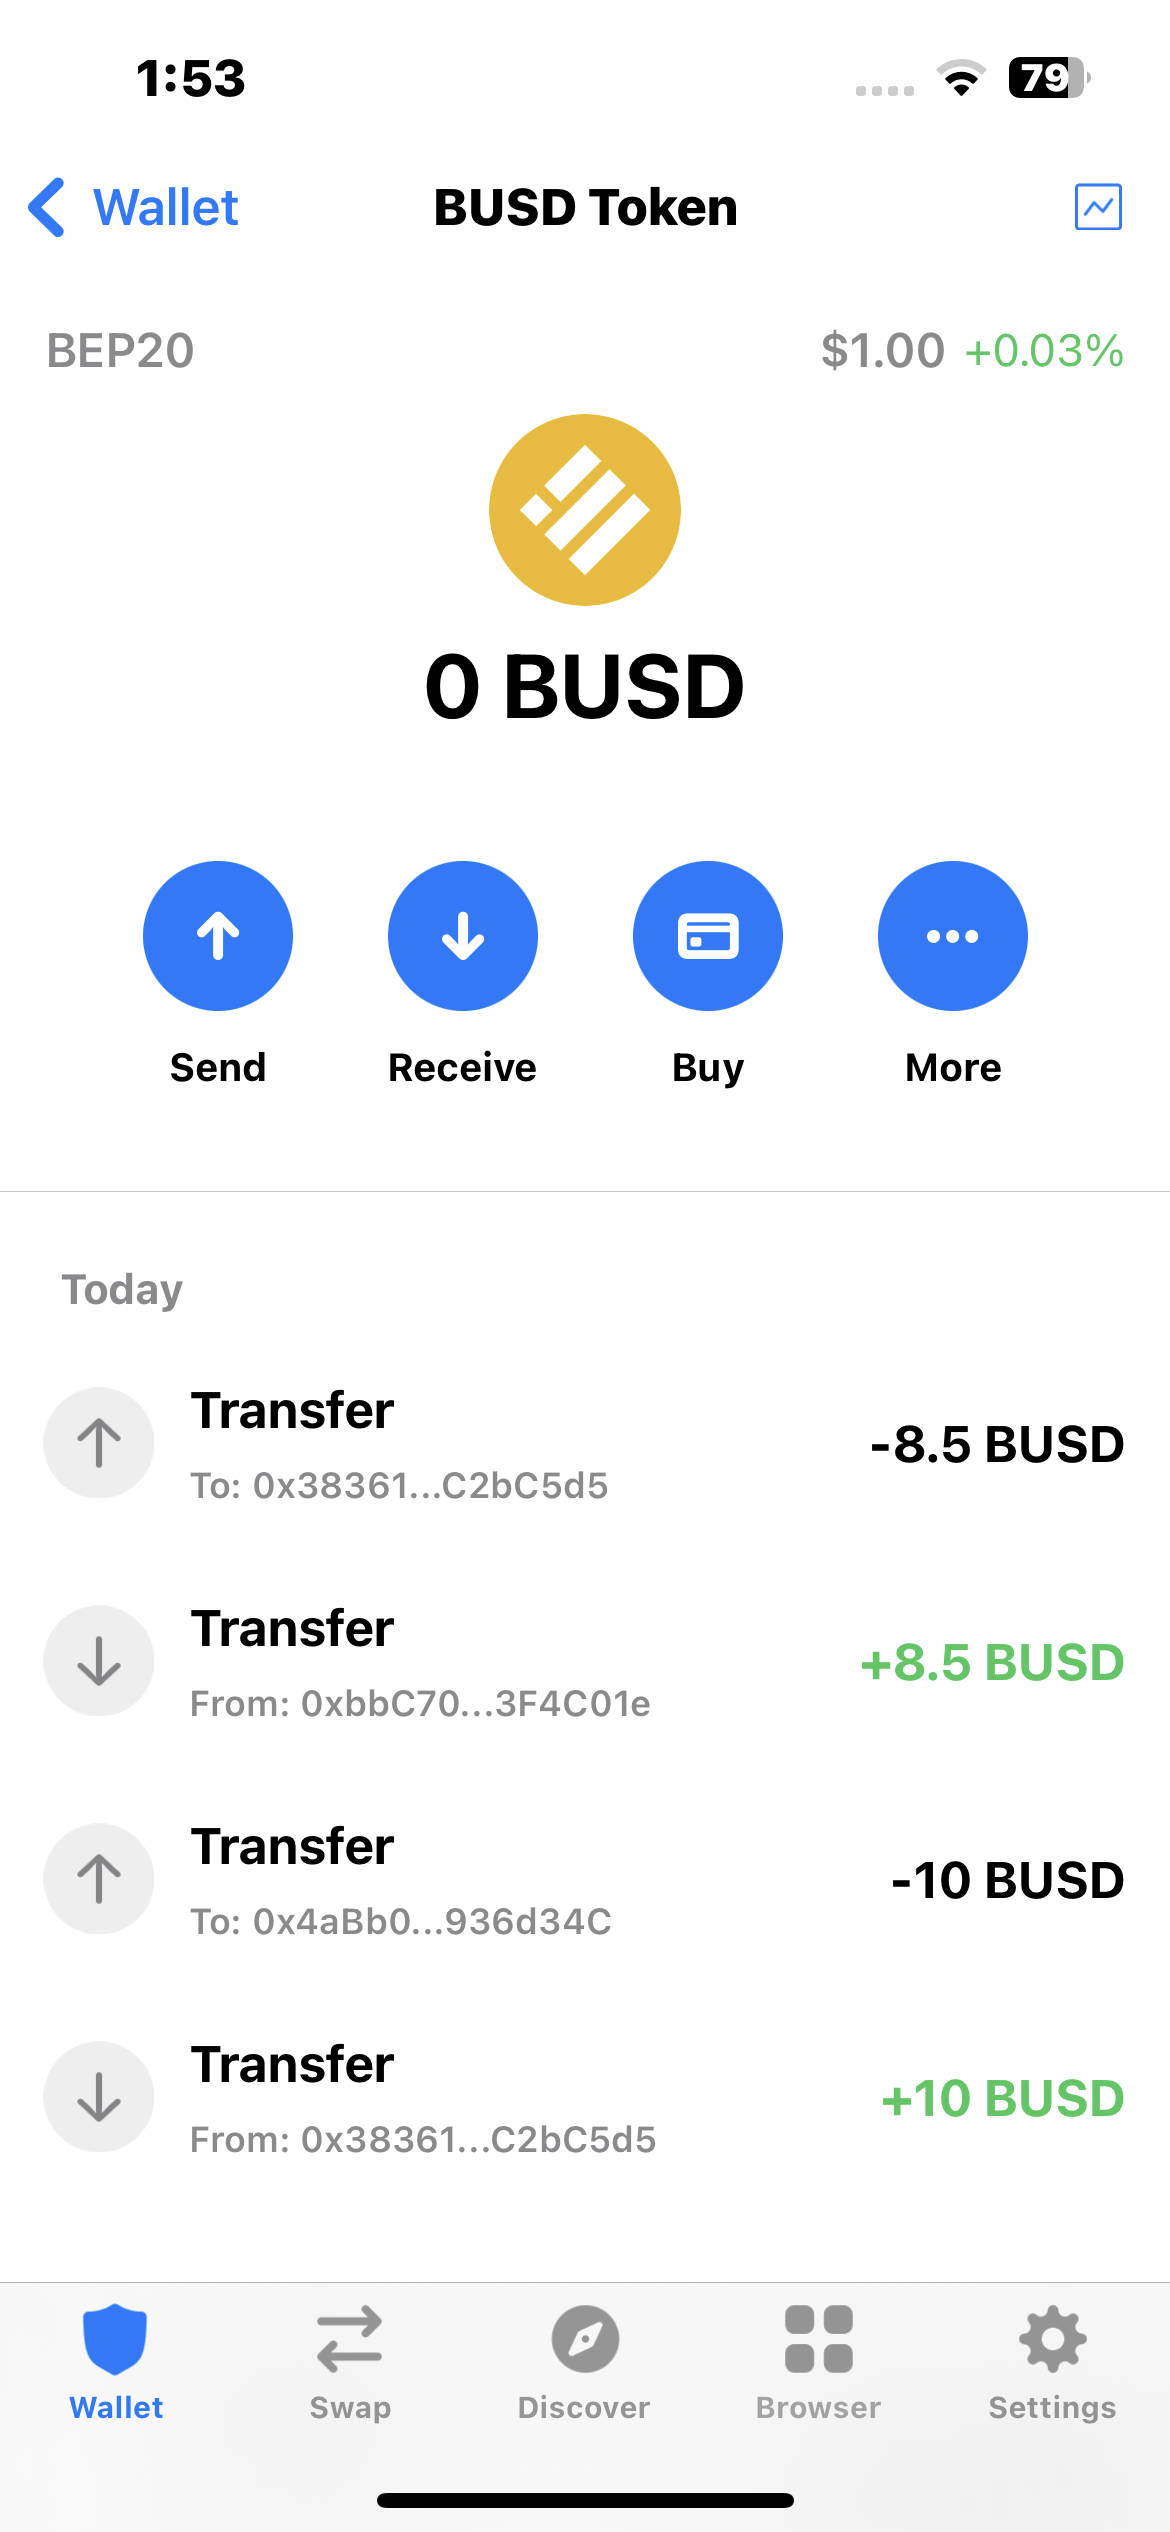 1:53
79
Wallet
BUSD Token
BEP20
$1.00 +0.03%
0 BUSD
Send
Receive
Buy
More
Today
Transfer
-8.5 BUSD
To: 0x38361...C2bC5d5
Transfer
+8.5 BUSD
From: 0xbbC70...3F4C01e
Transfer
-10 BUSD
To: 0x4aBb0...936d34C
Transfer
+10 BUSD
From: 0x38361...C2bC5d5
Wallet
Swap
Discover
Browser
Settings